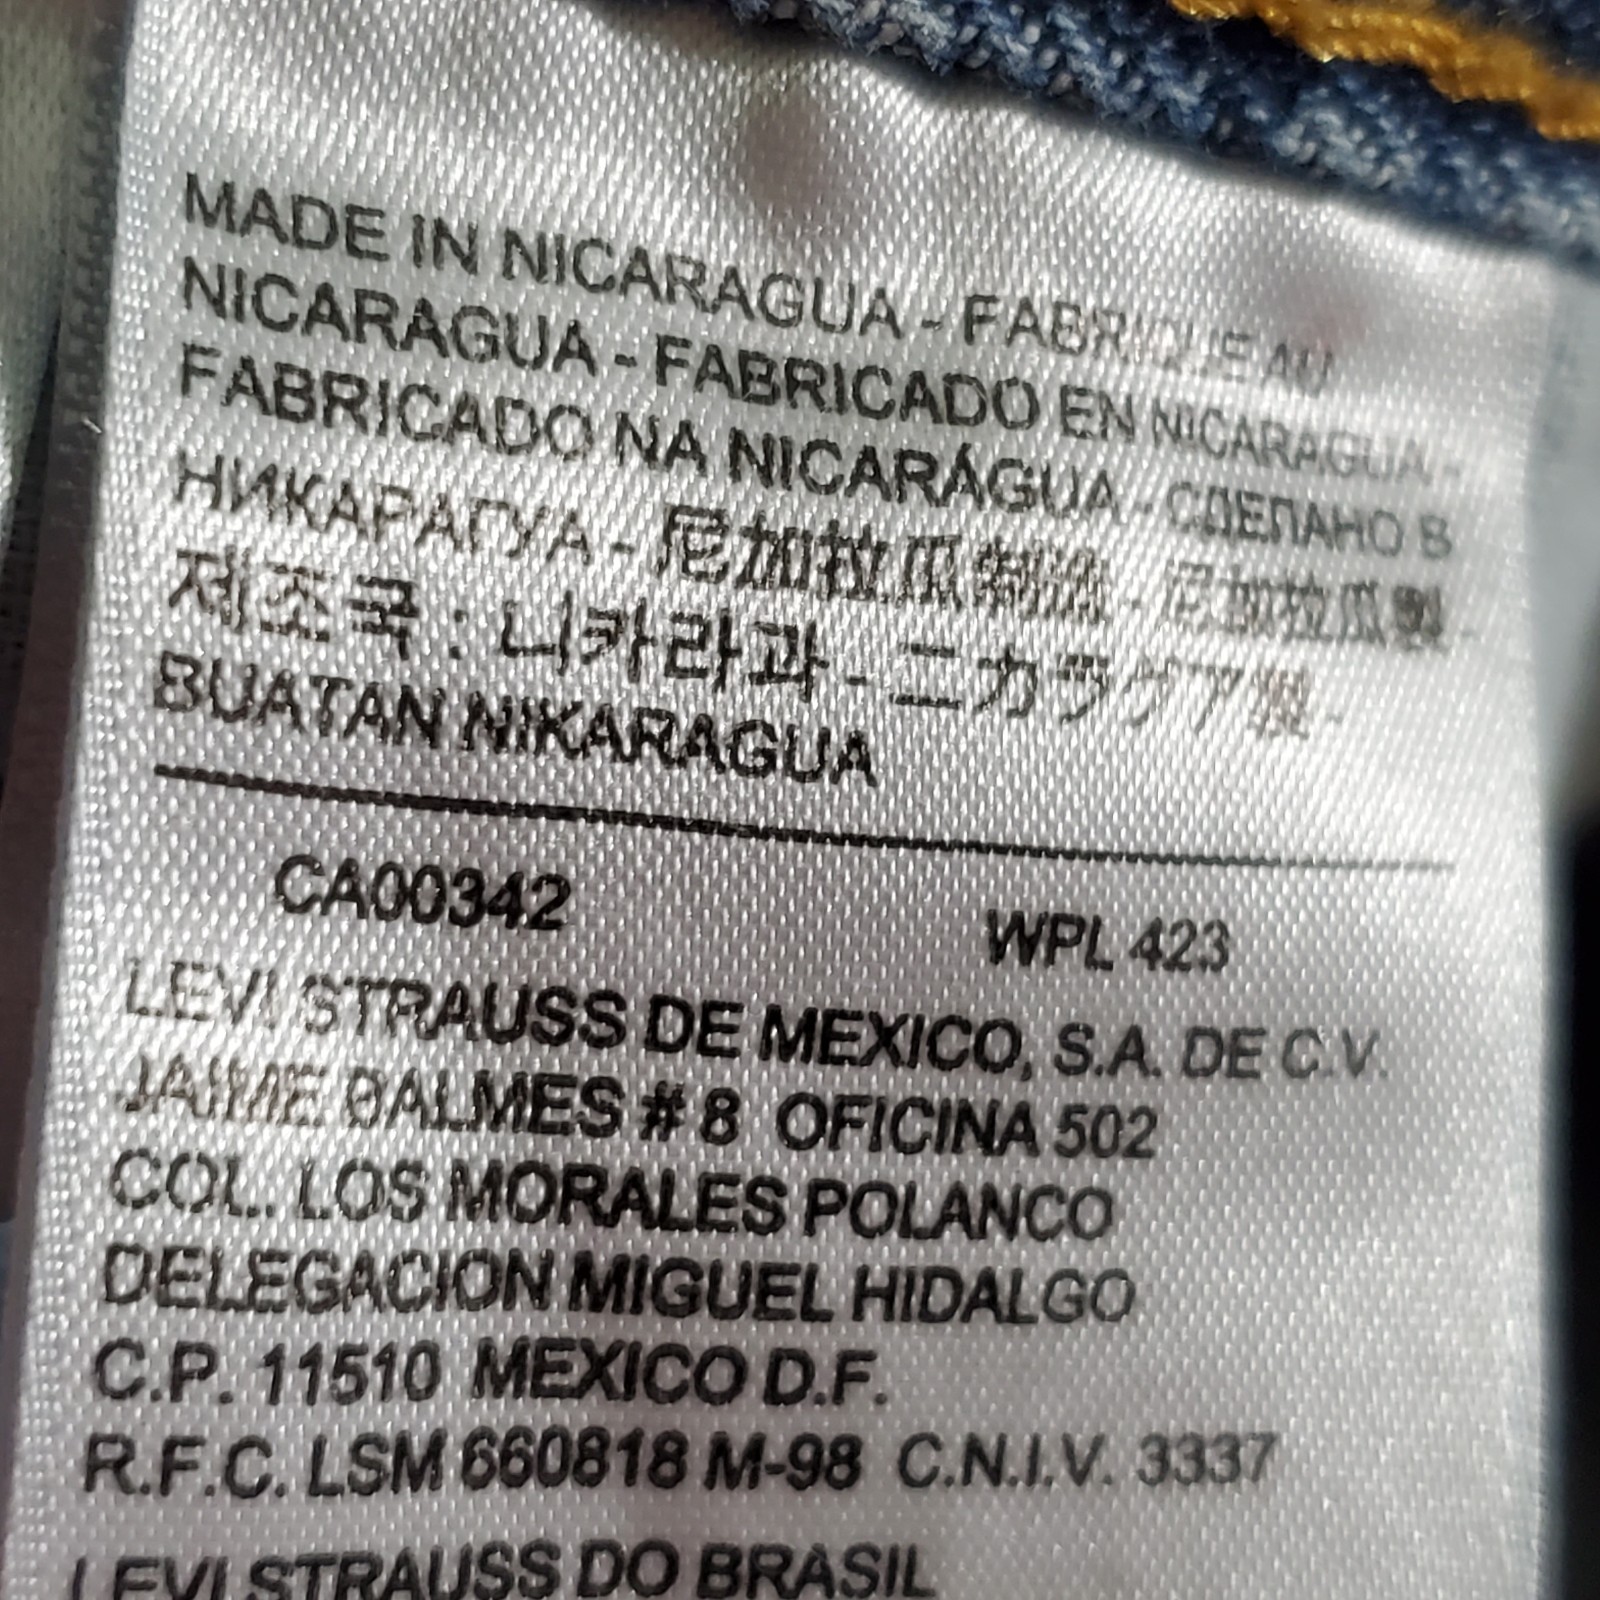 MADE IN NICARAGUA - FABRIQUE AU
NICARAGUA - FABRICADO EN NICARAGUA -
FABRICADO NA NICARÁGUA - СДЕЛАНО В
НИКАРАГУА - 尼加拉瓜制造 - 尼加拉瓜製 -
제조국 : 니카라과 - ニカラグア製 -
BUATAN NIKARAGUA
CA00342 WPL 423
LEVI STRAUSS DE MEXICO, S.A. DE C.V.
JAIME BALMES # 8 OFICINA 502
COL. LOS MORALES POLANCO
DELEGACION MIGUEL HIDALGO
C.P. 11510 MEXICO D.F.
R.F.C. LSM 660818 M-98 C.N.I.V. 3337
LEVI STRAUSS DO BRASIL